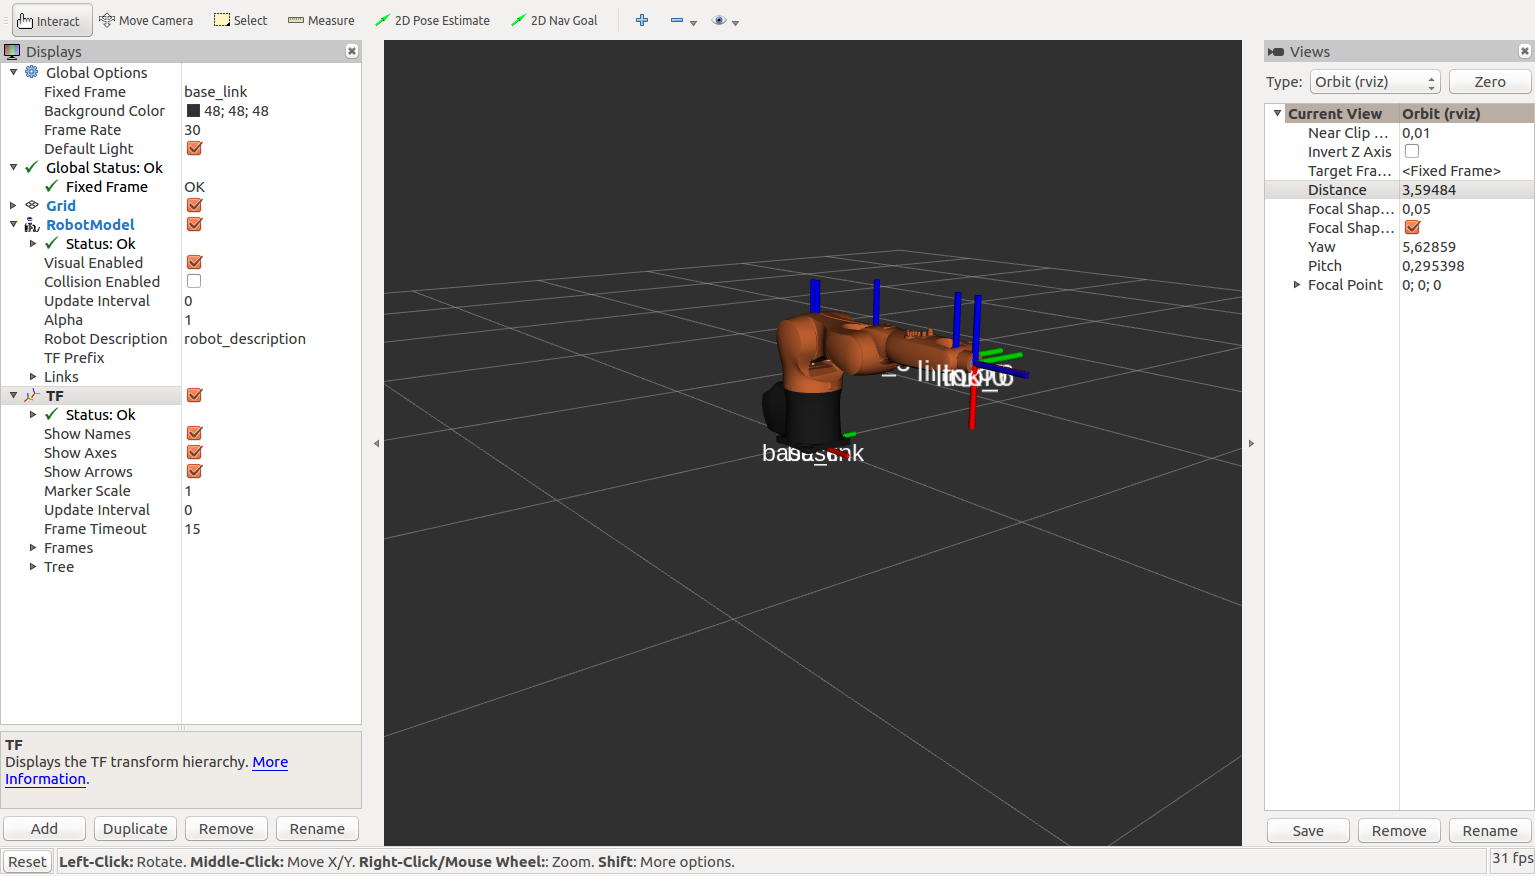 Interact Move Camera Select Measure 2D Pose Estimate 2D Nav Goal
Displays
Global Options
Fixed Frame base_link
Background Color 48; 48; 48
Frame Rate 30
Default Light
Global Status: Ok
Fixed Frame OK
Grid
RobotModel
Status: Ok
Visual Enabled
Collision Enabled
Update Interval 0
Alpha 1
Robot Description robot_description
TF Prefix
Links
TF
Status: Ok
Show Names
Show Axes
Show Arrows
Marker Scale 1
Update Interval 0
Frame Timeout 15
Frames
Tree
TF
Displays the TF transform hierarchy. More
Information.
Add Duplicate Remove Rename
Views
Type: Orbit (rviz) Zero
Current View Orbit (rviz)
Near Clip ... 0,01
Invert Z Axis
Target Fra... <Fixed Frame>
Distance 3,59484
Focal Shap... 0,05
Focal Shap...
Yaw 5,62859
Pitch 0,295398
Focal Point 0; 0; 0
Save Remove Rename
Reset Left-Click: Rotate. Middle-Click: Move X/Y. Right-Click/Mouse Wheel:: Zoom. Shift: More options. 31 fps